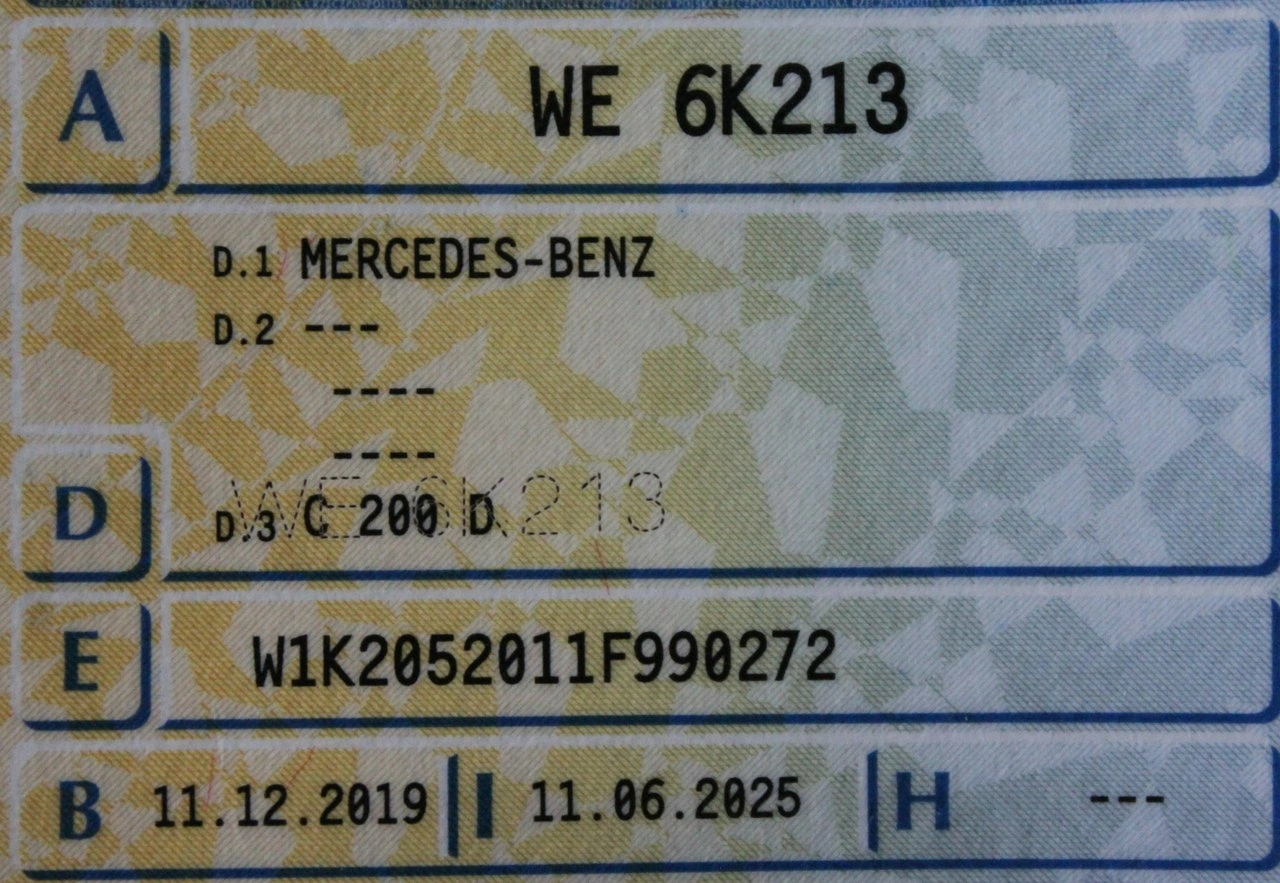 A WE 6K213
D.1 MERCEDES-BENZ
D.2 ---
----
----
WE 6K213
D D.3 C 200 D
E W1K2052011F990272
B 11.12.2019 I 11.06.2025 H ---